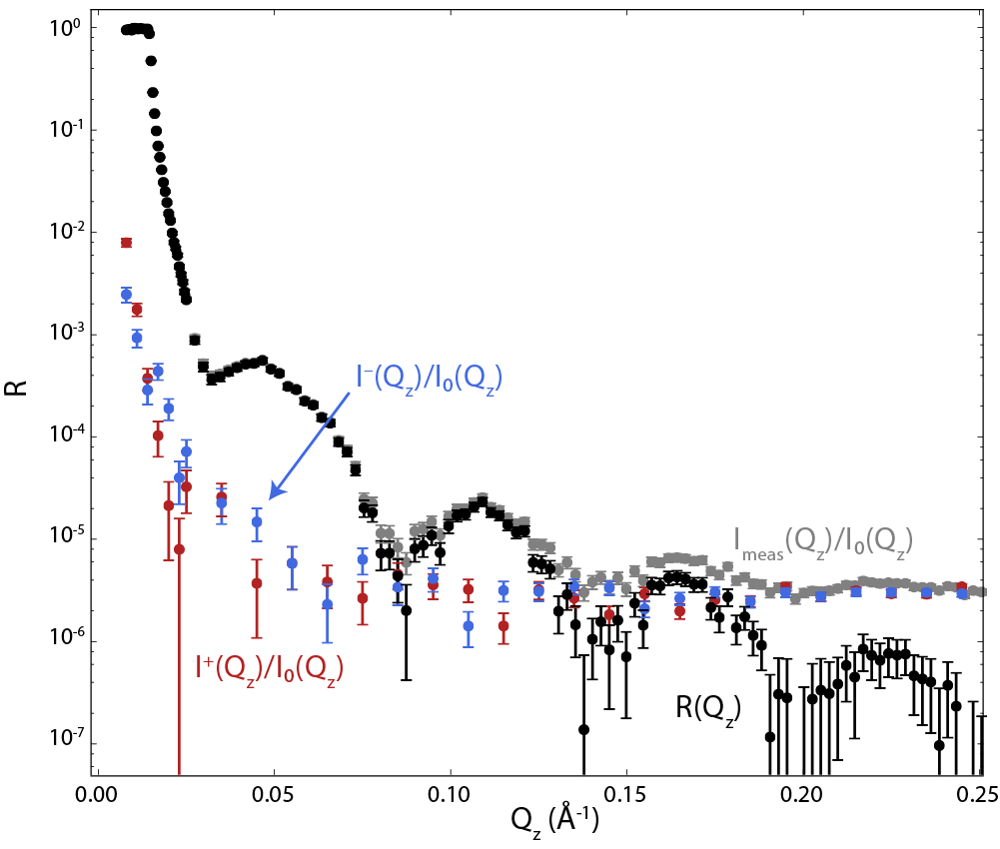 10⁰
10⁻¹
10⁻²
10⁻³
10⁻⁴
10⁻⁵
10⁻⁶
10⁻⁷
R
I⁻(Q_z)/I₀(Q_z)
I_meas(Q_z)/I₀(Q_z)
I⁺(Q_z)/I₀(Q_z)
R(Q_z)
0.00 0.05 0.10 0.15 0.20 0.25
Q_z (Å⁻¹)